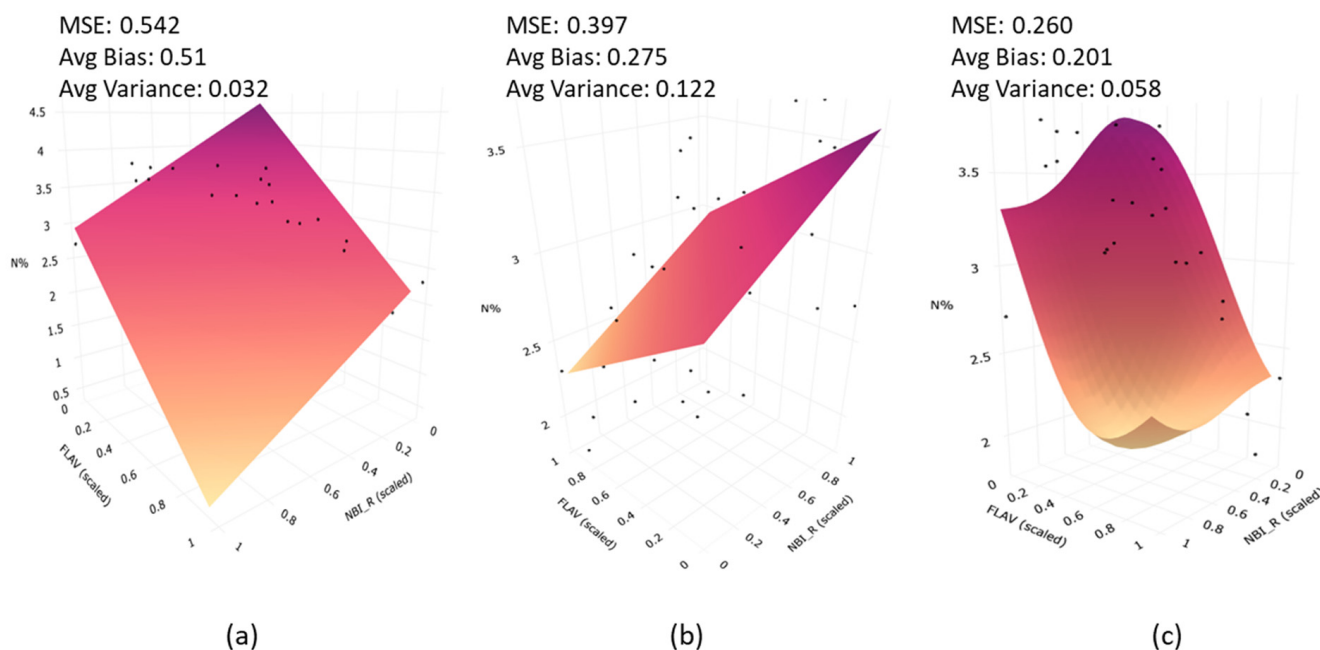 MSE: 0.542
Avg Bias: 0.51
Avg Variance: 0.032
4.5
4
3.5
3
N%
2.5
2
1.5
1
0.5
0
0.2
0.4
0.6
0.8
1
FLAV (scaled)
1
0.8
0.6
0.4
0.2
0
NBI_R (scaled)
(a)
MSE: 0.397
Avg Bias: 0.275
Avg Variance: 0.122
3.5
3
N%
2.5
2
1
0.8
0.6
0.4
0.2
0
FLAV (scaled)
0
0.2
0.4
0.6
0.8
1
NBI_R (scaled)
(b)
MSE: 0.260
Avg Bias: 0.201
Avg Variance: 0.058
3.5
3
N%
2.5
2
0
0.2
0.4
0.6
0.8
1
FLAV (scaled)
1
0.8
0.6
0.4
0.2
0
NBI_R (scaled)
(c)